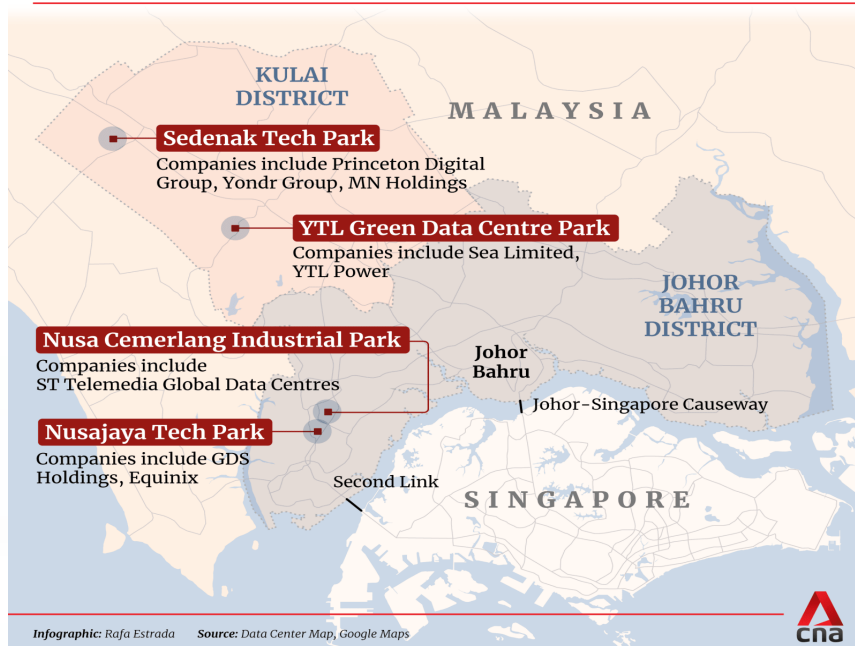 KULAI
DISTRICT
MALAYSIA
Sedenak Tech Park
Companies include Princeton Digital
Group, Yondr Group, MN Holdings
YTL Green Data Centre Park
Companies include Sea Limited,
YTL Power
JOHOR
BAHRU
DISTRICT
Nusa Cemerlang Industrial Park
Companies include
ST Telemedia Global Data Centres
Johor
Bahru
Johor-Singapore Causeway
Nusajaya Tech Park
Companies include GDS
Holdings, Equinix
Second Link
SINGAPORE
Infographic: Rafa Estrada Source: Data Center Map, Google Maps
cna